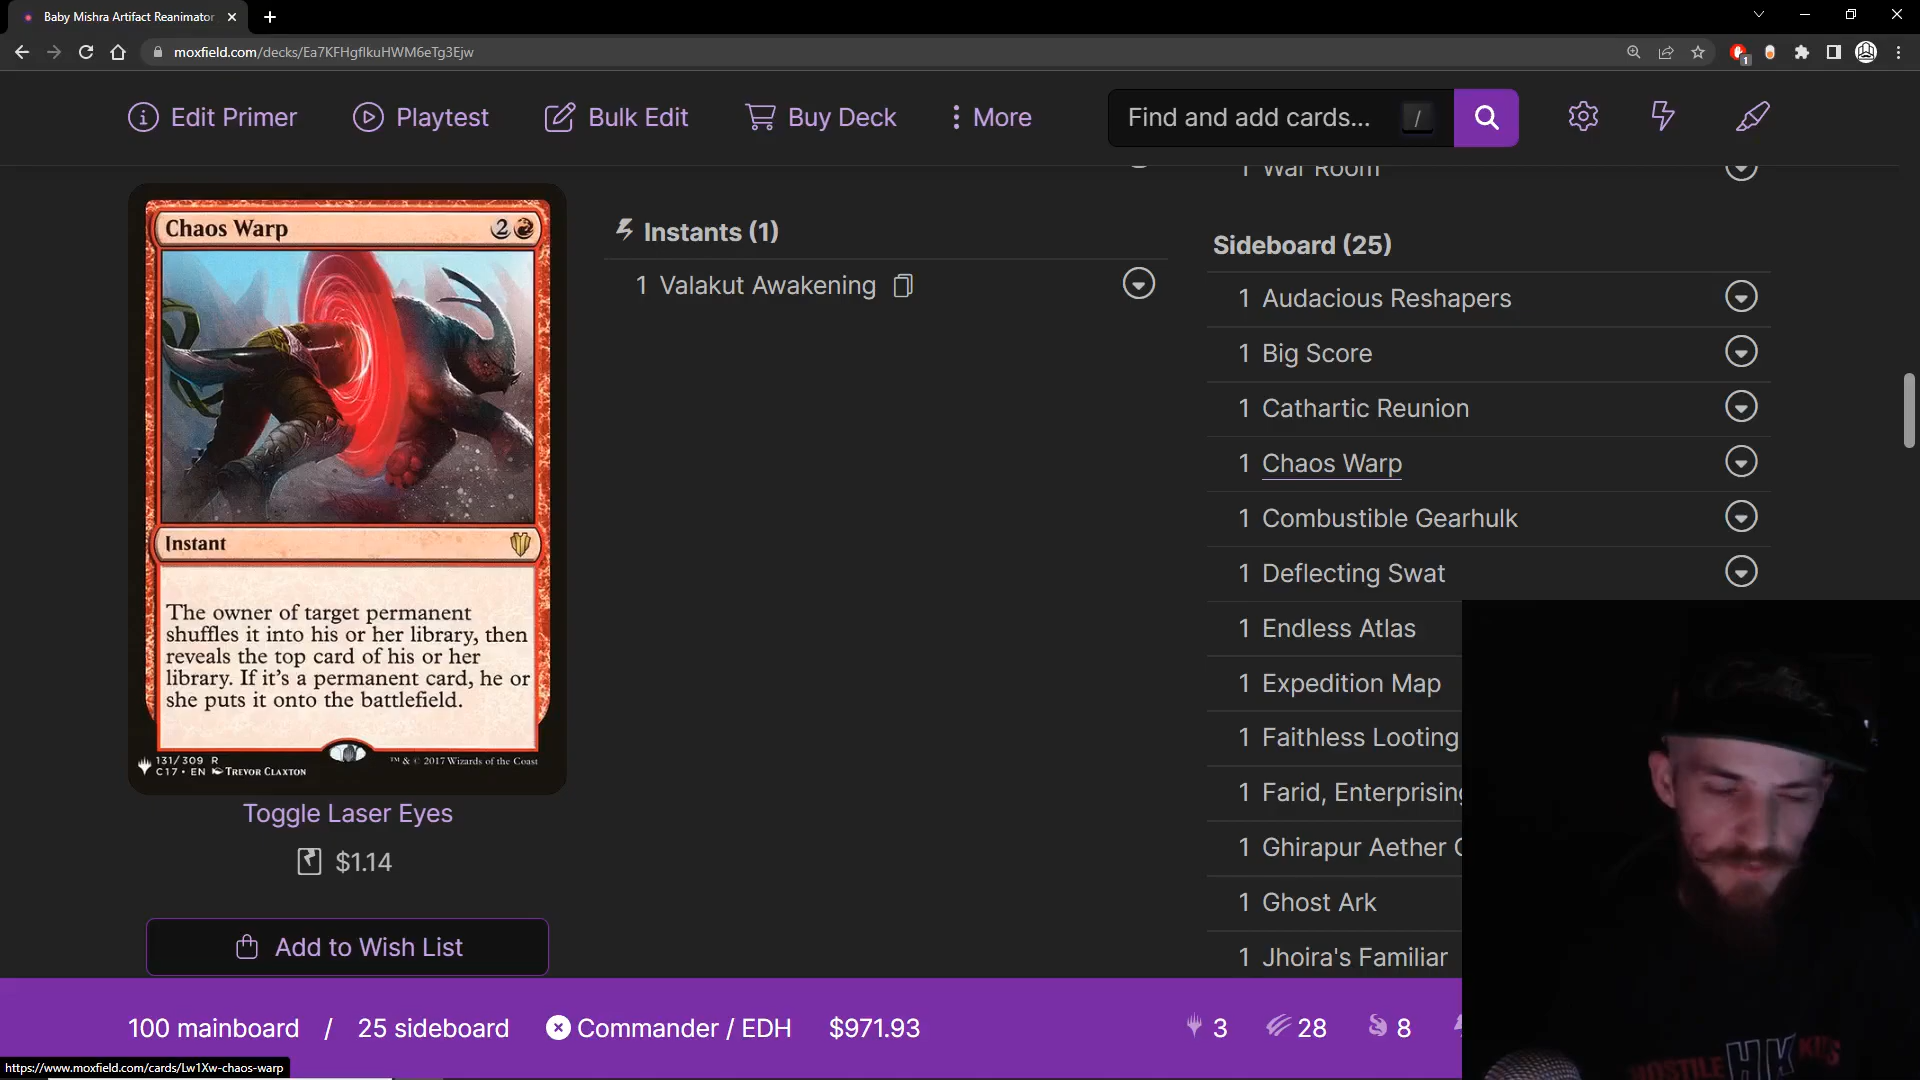 Baby Mishra Artifact Reanimator
moxfield.com/decks/Ea7KFHgflkuHWM6eTg3Ejw
1
Edit Primer
Playtest
Bulk Edit
Buy Deck
More
Find and add cards...
/
Chaos Warp
2
Instant
The owner of target permanent
shuffles it into his or her library, then
reveals the top card of his or her
library. If it's a permanent card, he or
she puts it onto the battlefield.
131/309 R
C17 • EN TREVOR CLAXTON
™ & © 2017 Wizards of the Coast
Toggle Laser Eyes
$1.14
Add to Wish List
Instants (1)
1 Valakut Awakening
1 War Room
Sideboard (25)
1 Audacious Reshapers
1 Big Score
1 Cathartic Reunion
1 Chaos Warp
1 Combustible Gearhulk
1 Deflecting Swat
1 Endless Atlas
1 Expedition Map
1 Faithless Looting
1 Farid, Enterprising
1 Ghirapur Aether
1 Ghost Ark
1 Jhoira's Familiar
100 mainboard / 25 sideboard Commander / EDH $971.93 3 28 8
https://www.moxfield.com/cards/Lw1Xw-chaos-warp
HOSTILE HK KIDS